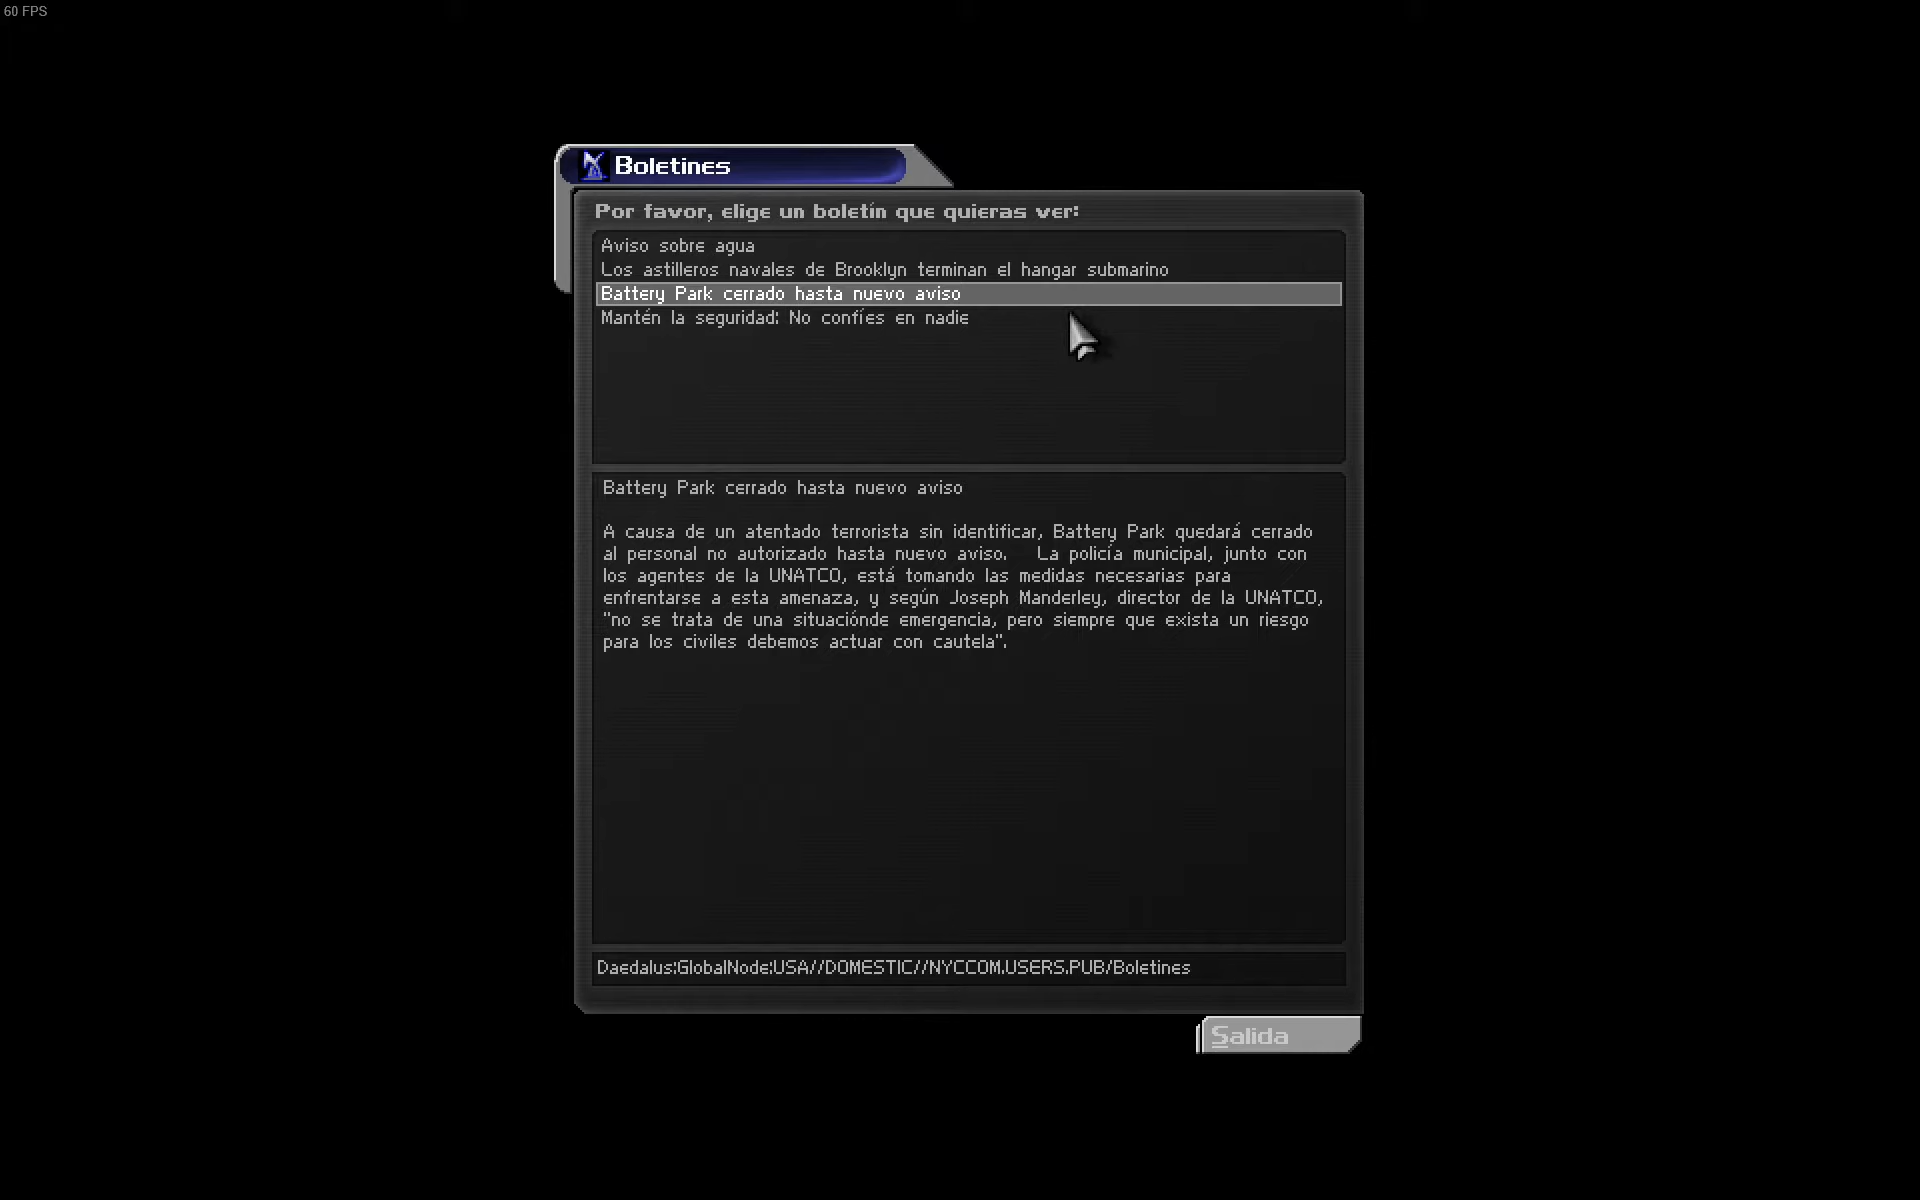 60 FPS
Boletines
Por favor, elige un boletín que quieras ver:
Aviso sobre agua
Los astilleros navales de Brooklyn terminan el hangar submarino
Battery Park cerrado hasta nuevo aviso
Mantén la seguridad: No confíes en nadie
Battery Park cerrado hasta nuevo aviso
A causa de un atentado terrorista sin identificar, Battery Park quedará cerrado
al personal no autorizado hasta nuevo aviso.   La policía municipal, junto con
los agentes de la UNATCO, está tomando las medidas necesarias para
enfrentarse a esta amenaza, y según Joseph Manderley, director de la UNATCO,
"no se trata de una situaciónde emergencia, pero siempre que exista un riesgo
para los civiles debemos actuar con cautela".
Daedalus:GlobalNode:USA//DOMESTIC//NYCCOM.USERS.PUB/Boletines
Salida